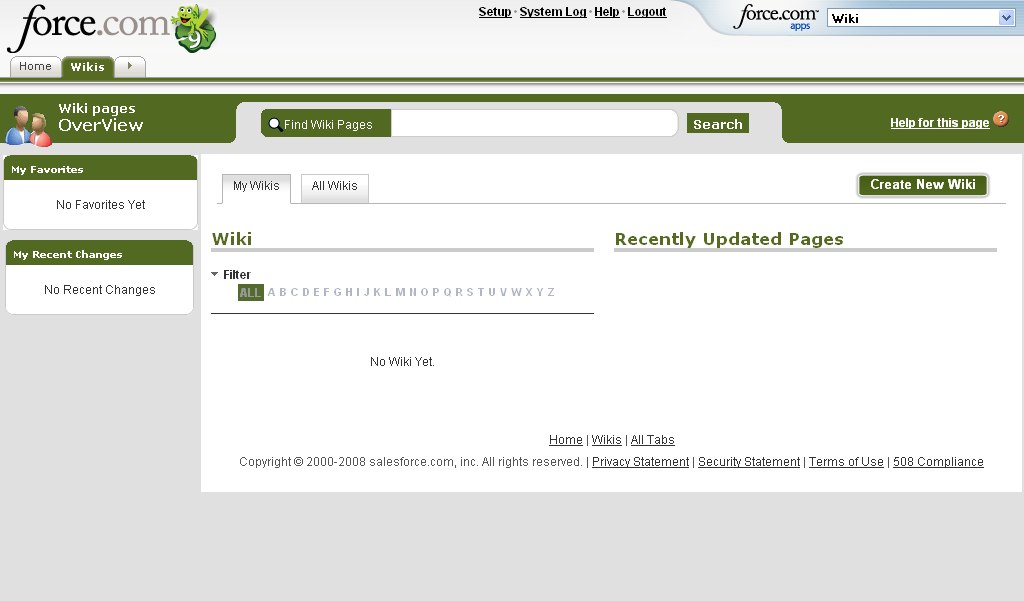 force.com
9
Setup · System Log · Help · Logout
force.com apps
Wiki
Home
Wikis
Wiki pages
OverView
Find Wiki Pages
Search
Help for this page ?
My Favorites
No Favorites Yet
My Recent Changes
No Recent Changes
My Wikis
All Wikis
Create New Wiki
Wiki
Recently Updated Pages
Filter
ALL A B C D E F G H I J K L M N O P Q R S T U V W X Y Z
No Wiki Yet.
Home | Wikis | All Tabs
Copyright © 2000-2008 salesforce.com, inc. All rights reserved. | Privacy Statement | Security Statement | Terms of Use | 508 Compliance